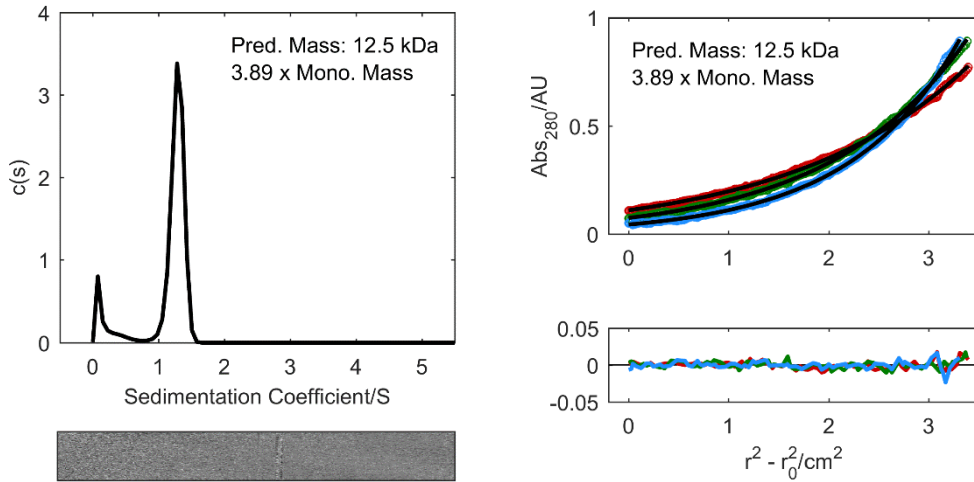 4
3
2
1
0
c(s)
Pred. Mass: 12.5 kDa
3.89 x Mono. Mass
0 1 2 3 4 5
Sedimentation Coefficient/S
1
0.5
0
Abs280/AU
Pred. Mass: 12.5 kDa
3.89 x Mono. Mass
0 1 2 3
0.05
0
-0.05
0 1 2 3
r² - r₀²/cm²